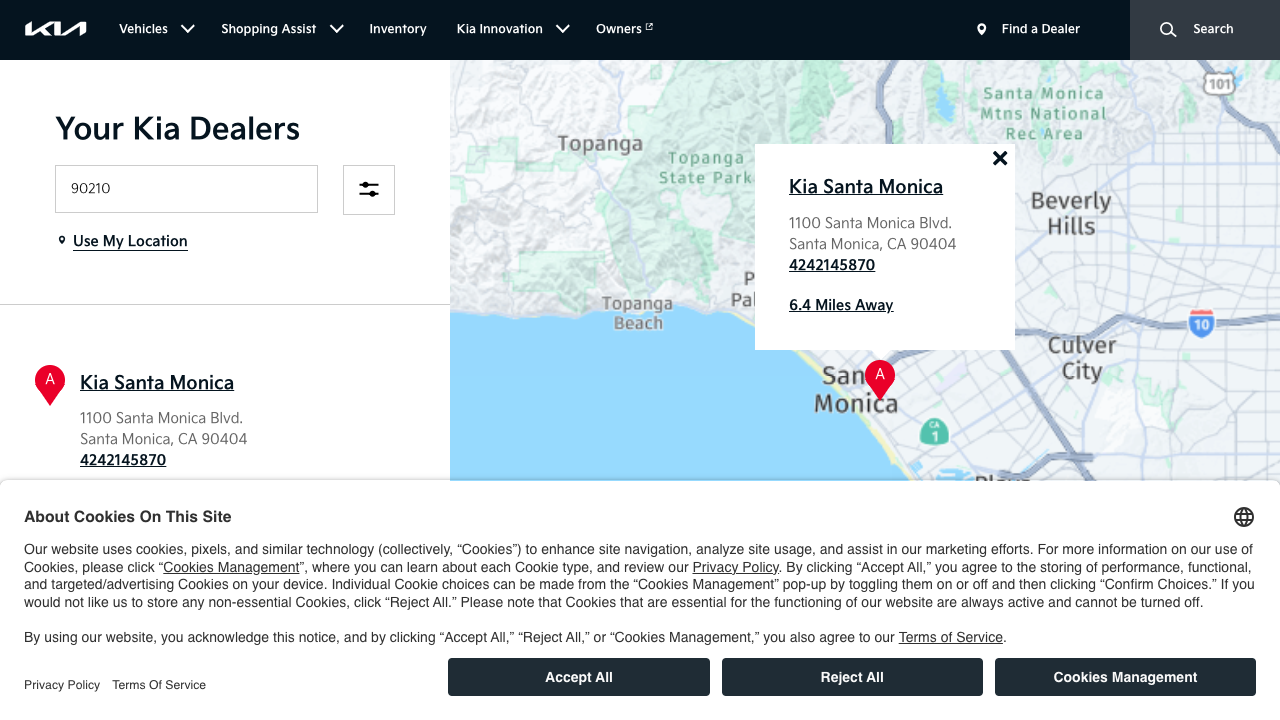 KIA
Vehicles
Shopping Assist
Inventory
Kia Innovation
Owners
Find a Dealer
Search
Your Kia Dealers
90210
Use My Location
A
Kia Santa Monica
1100 Santa Monica Blvd.
Santa Monica, CA 90404
4242145870
Topanga
Topanga
State Park
Santa Monica
Mtns National
Rec Area
101
Beverly
Hills
Kia Santa Monica
1100 Santa Monica Blvd.
Santa Monica, CA 90404
4242145870
6.4 Miles Away
Topanga
Beach
10
Culver
City
A
Monica
CA
1
About Cookies On This Site
Our website uses cookies, pixels, and similar technology (collectively, “Cookies”) to enhance site navigation, analyze site usage, and assist in our marketing efforts. For more information on our use of
Cookies, please click “Cookies Management”, where you can learn about each Cookie type, and review our Privacy Policy. By clicking “Accept All,” you agree to the storing of performance, functional,
and targeted/advertising Cookies on your device. Individual Cookie choices can be made from the “Cookies Management” pop-up by toggling them on or off and then clicking “Confirm Choices.” If you
would not like us to store any non-essential Cookies, click “Reject All.” Please note that Cookies that are essential for the functioning of our website are always active and cannot be turned off.
By using our website, you acknowledge this notice, and by clicking “Accept All,” “Reject All,” or “Cookies Management,” you also agree to our Terms of Service.
Privacy Policy
Terms Of Service
Accept All
Reject All
Cookies Management